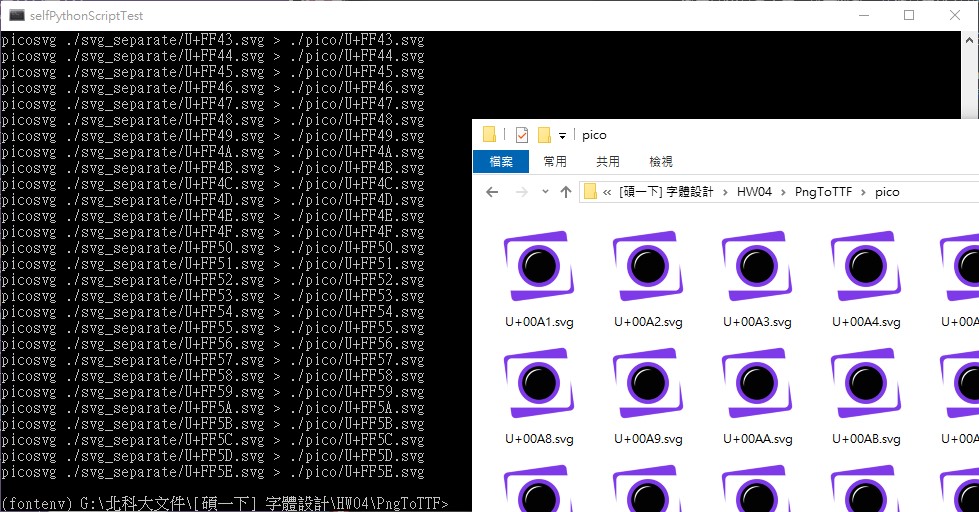 selfPythonScriptTest
picosvg ./svg_separate/U+FF43.svg > ./pico/U+FF43.svg
picosvg ./svg_separate/U+FF44.svg > ./pico/U+FF44.svg
picosvg ./svg_separate/U+FF45.svg > ./pico/U+FF45.svg
picosvg ./svg_separate/U+FF46.svg > ./pico/U+FF46.svg
picosvg ./svg_separate/U+FF47.svg > ./pico/U+FF47.svg
picosvg ./svg_separate/U+FF48.svg > ./pico/U+FF48.svg
picosvg ./svg_separate/U+FF49.svg > ./pico/U+FF49.svg
picosvg ./svg_separate/U+FF4A.svg > ./pico/U+FF4A.svg
picosvg ./svg_separate/U+FF4B.svg > ./pico/U+FF4B.svg
picosvg ./svg_separate/U+FF4C.svg > ./pico/U+FF4C.svg
picosvg ./svg_separate/U+FF4D.svg > ./pico/U+FF4D.svg
picosvg ./svg_separate/U+FF4E.svg > ./pico/U+FF4E.svg
picosvg ./svg_separate/U+FF4F.svg > ./pico/U+FF4F.svg
picosvg ./svg_separate/U+FF50.svg > ./pico/U+FF50.svg
picosvg ./svg_separate/U+FF51.svg > ./pico/U+FF51.svg
picosvg ./svg_separate/U+FF52.svg > ./pico/U+FF52.svg
picosvg ./svg_separate/U+FF53.svg > ./pico/U+FF53.svg
picosvg ./svg_separate/U+FF54.svg > ./pico/U+FF54.svg
picosvg ./svg_separate/U+FF55.svg > ./pico/U+FF55.svg
picosvg ./svg_separate/U+FF56.svg > ./pico/U+FF56.svg
picosvg ./svg_separate/U+FF57.svg > ./pico/U+FF57.svg
picosvg ./svg_separate/U+FF58.svg > ./pico/U+FF58.svg
picosvg ./svg_separate/U+FF59.svg > ./pico/U+FF59.svg
picosvg ./svg_separate/U+FF5A.svg > ./pico/U+FF5A.svg
picosvg ./svg_separate/U+FF5B.svg > ./pico/U+FF5B.svg
picosvg ./svg_separate/U+FF5C.svg > ./pico/U+FF5C.svg
picosvg ./svg_separate/U+FF5D.svg > ./pico/U+FF5D.svg
picosvg ./svg_separate/U+FF5E.svg > ./pico/U+FF5E.svg
(fontenv) G:\北科大文件\[碩一下] 字體設計\HW04\PngToTTF>
pico
檔案 常用 共用 檢視
« [碩一下] 字體設計 > HW04 > PngToTTF > pico
U+00A1.svg U+00A2.svg U+00A3.svg U+00A4.svg
U+00A8.svg U+00A9.svg U+00AA.svg U+00AB.svg